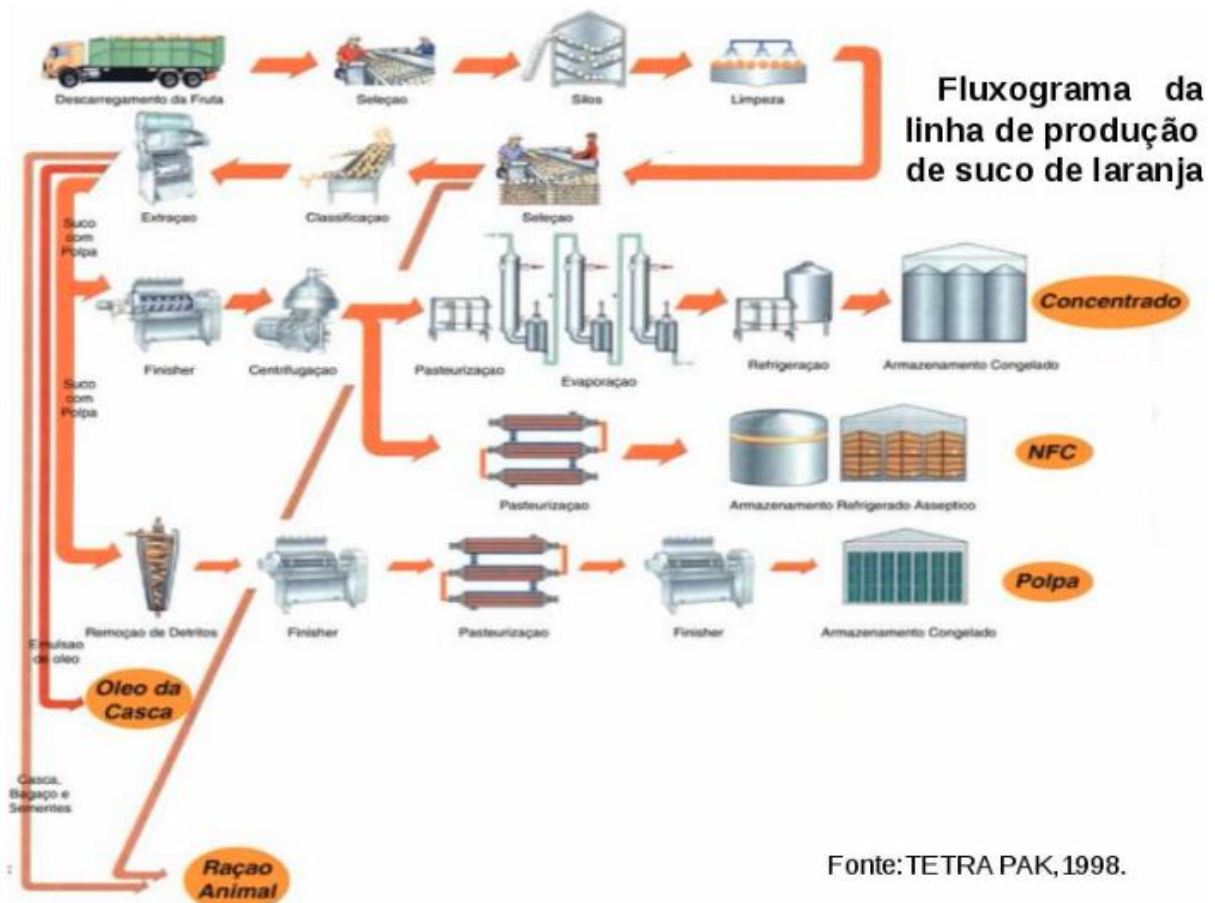 Fluxograma da
linha de produção
de suco de laranja
Descarregamento da Fruta
Seleçao
Silos
Limpeza
Extraçao
Classificaçao
Seleçao
Suco
com
Polpa
Finisher
Centrifugaçao
Pasteurizaçao
Evaporaçao
Refrigeraçao
Armazenamento Congelado
Concentrado
Suco
com
Polpa
Pasteurizaçao
Armazenamento Refrigerado Asseptico
NFC
Remoçao de Detritos
Finisher
Pasteurizaçao
Finisher
Armazenamento Congelado
Polpa
Emulsao
de oleo
Oleo da
Casca
Casca,
Bagaço e
Sementes
Raçao
Animal
Fonte:TETRA PAK,1998.